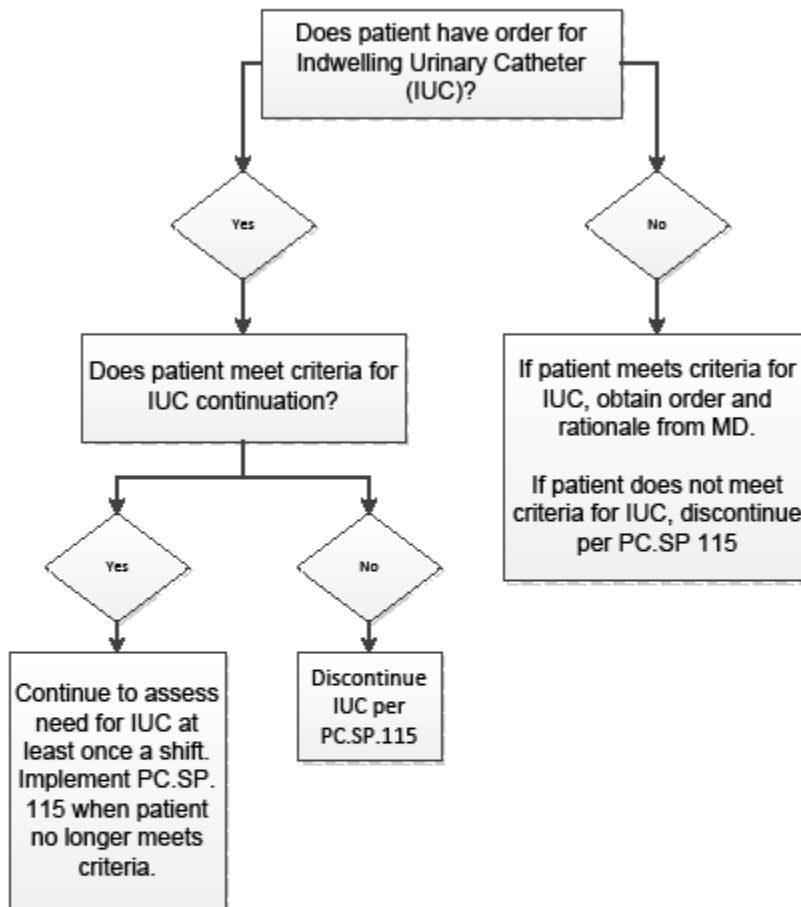 Does patient have order for
Indwelling Urinary Catheter
(IUC)?
Yes
No
Does patient meet criteria for
IUC continuation?
If patient meets criteria for
IUC, obtain order and
rationale from MD.
If patient does not meet
criteria for IUC, discontinue
per PC.SP 115
Yes
No
Continue to assess
need for IUC at
least once a shift.
Implement PC.SP.
115 when patient
no longer meets
criteria.
Discontinue
IUC per
PC.SP.115